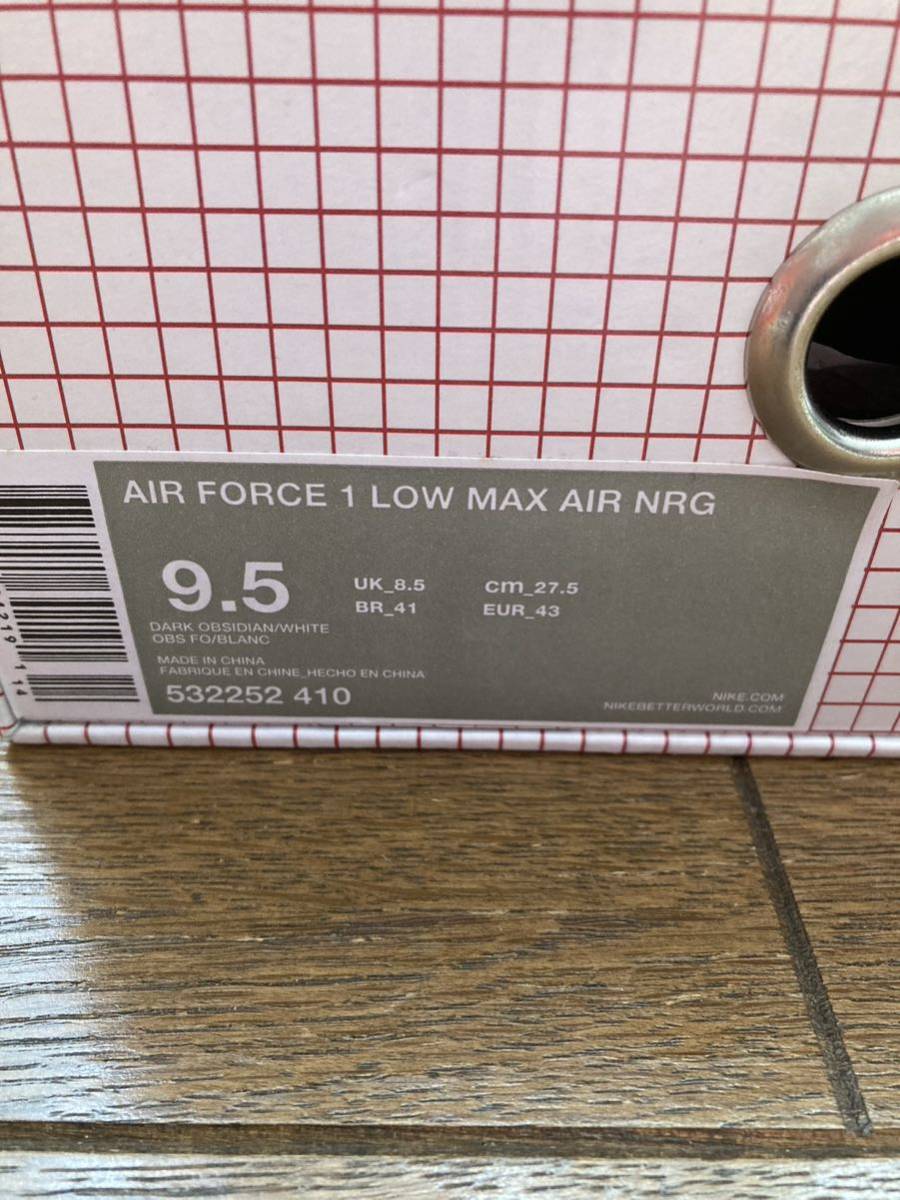 AIR FORCE 1 LOW MAX AIR NRG
9.5
UK_8.5 cm_27.5
BR_41 EUR_43
DARK OBSIDIAN/WHITE
OBS FO/BLANC
MADE IN CHINA
FABRIQUE EN CHINE_HECHO EN CHINA
532252 410
NIKE.COM
NIKEBETTERWORLD.COM